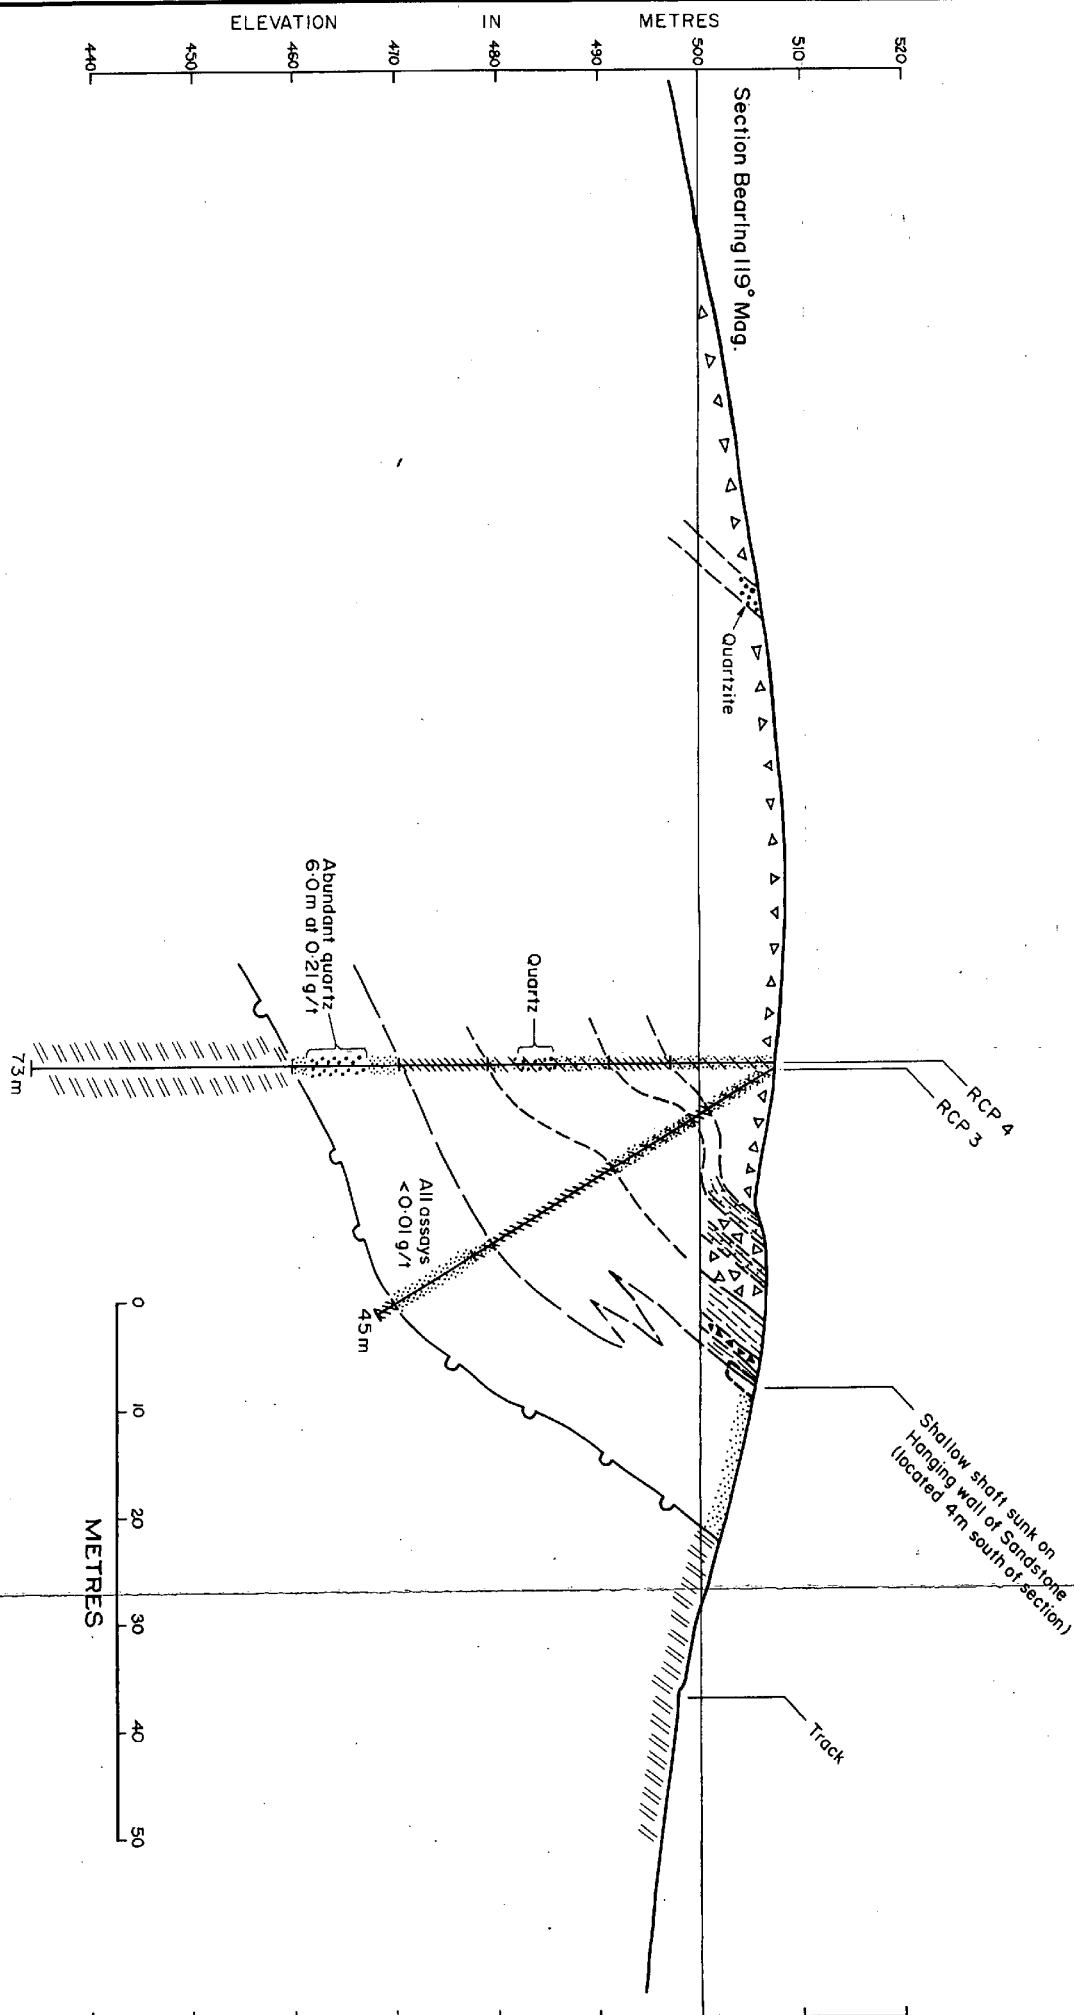 ELEVATION IN METRES
440
450
460
470
480
490
500
510
520
Section Bearing 119° Mag.
Quartzite
RCP 4
RCP 3
Quartz
Abundant quartz
6·0m at 0·21g/t
73m
All assays
<0·01g/t
45m
Shallow shaft sunk on
Hanging wall of Sandstone
(located 4m south of section)
Track
0
10
20
30
40
50
METRES